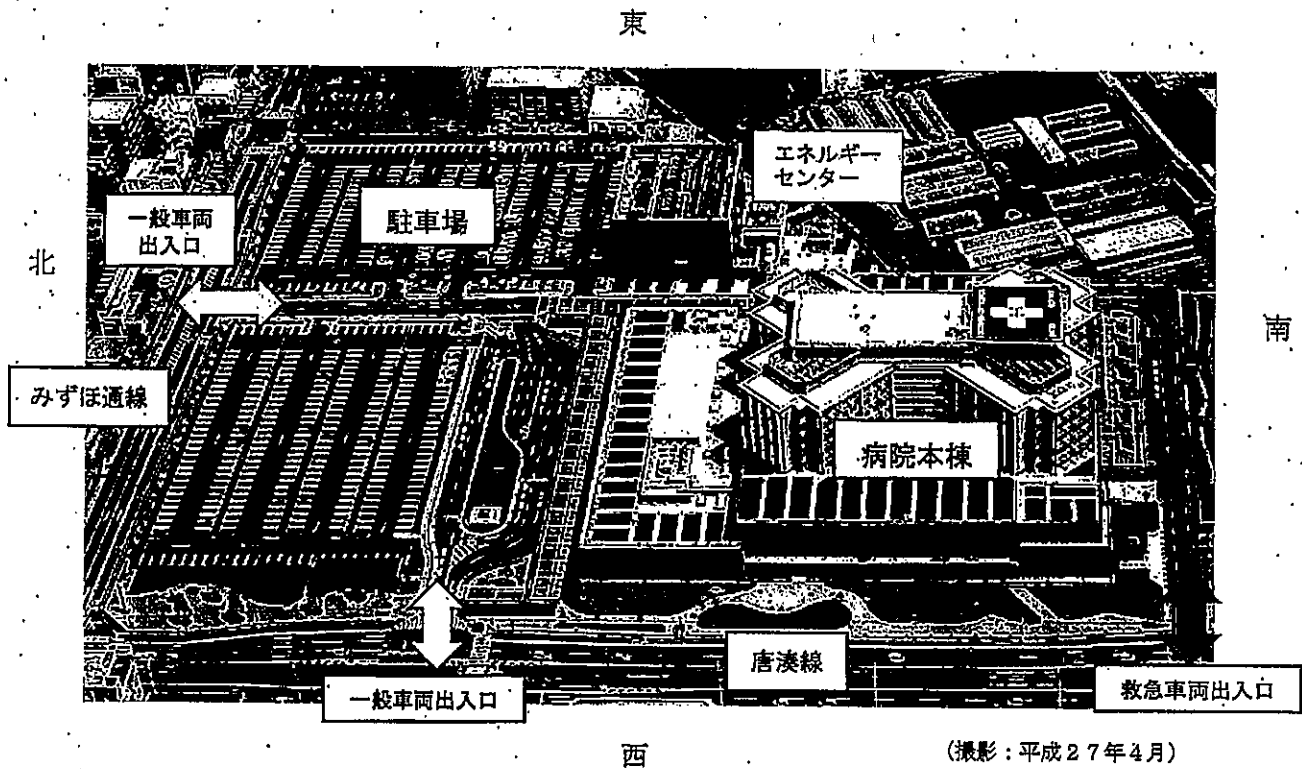 東
エネルギー
センター
一般車両
出入口
駐車場
北
南
みずほ通線
病院本棟
唐湊線
一般車両出入口
救急車両出入口
西
(撮影：平成27年4月)